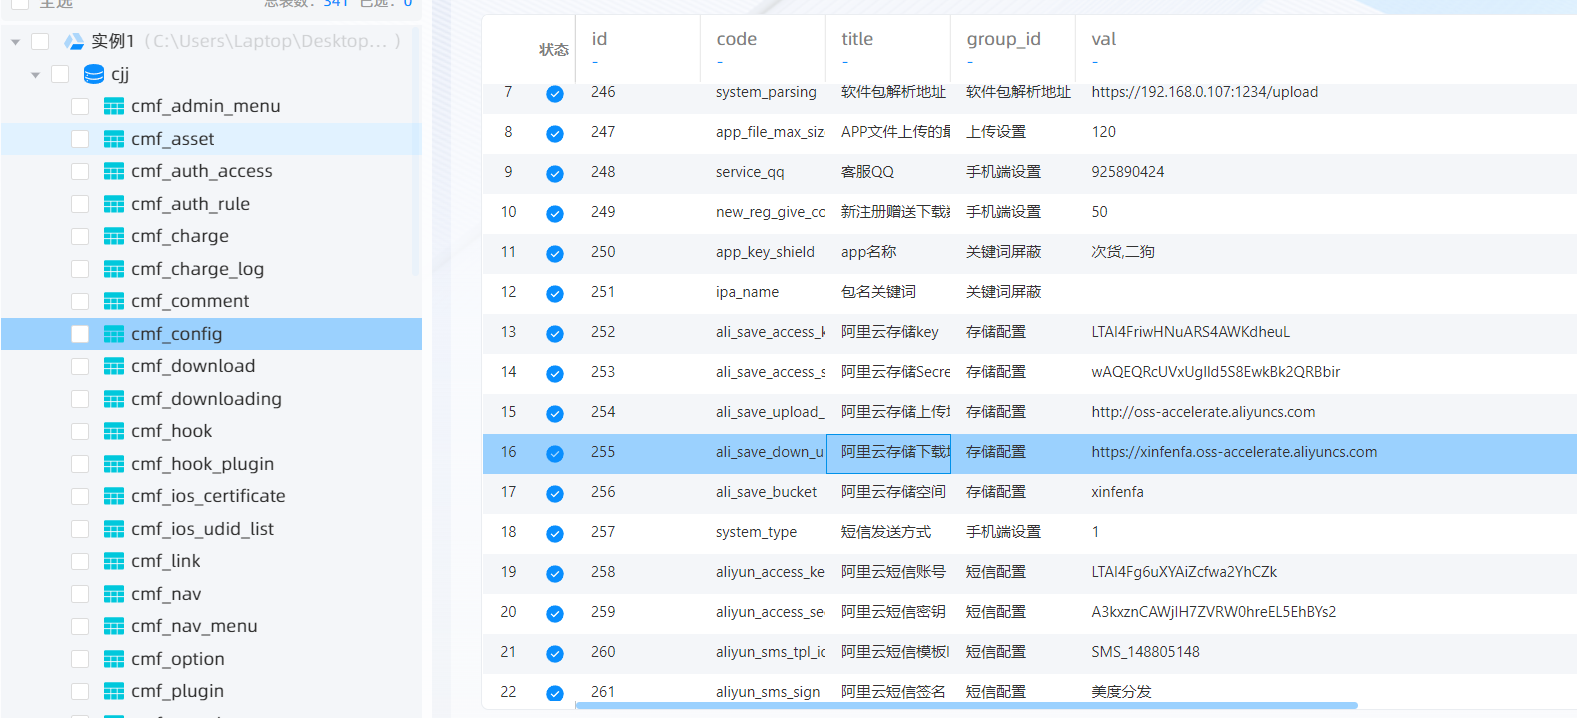 全选 总表数: 341 已选: 0
实例1 (C:\Users\Laptop\Desktop... )
cjj
cmf_admin_menu
cmf_asset
cmf_auth_access
cmf_auth_rule
cmf_charge
cmf_charge_log
cmf_comment
cmf_config
cmf_download
cmf_downloading
cmf_hook
cmf_hook_plugin
cmf_ios_certificate
cmf_ios_udid_list
cmf_link
cmf_nav
cmf_nav_menu
cmf_option
cmf_plugin
状态 id code title group_id val
- - - - -
7 246 system_parsing 软件包解析地址 软件包解析地址 https://192.168.0.107:1234/upload
8 247 app_file_max_siz APP文件上传的最 上传设置 120
9 248 service_qq 客服QQ 手机端设置 925890424
10 249 new_reg_give_co 新注册赠送下载 手机端设置 50
11 250 app_key_shield app名称 关键词屏蔽 次货,二狗
12 251 ipa_name 包名关键词 关键词屏蔽
13 252 ali_save_access_k 阿里云存储key 存储配置 LTAI4FriwHNuARS4AWKdheuL
14 253 ali_save_access_s 阿里云存储Secre 存储配置 wAQEQRcUVxUgIId5S8EwkBk2QRBbir
15 254 ali_save_upload_ 阿里云存储上传 存储配置 http://oss-accelerate.aliyuncs.com
16 255 ali_save_down_u 阿里云存储下载 存储配置 https://xinfenfa.oss-accelerate.aliyuncs.com
17 256 ali_save_bucket 阿里云存储空间 存储配置 xinfenfa
18 257 system_type 短信发送方式 手机端设置 1
19 258 aliyun_access_ke 阿里云短信账号 短信配置 LTAI4Fg6uXYAiZcfwa2YhCZk
20 259 aliyun_access_se 阿里云短信密钥 短信配置 A3kxznCAWjIH7ZVRW0hreEL5EhBYs2
21 260 aliyun_sms_tpl_ic 阿里云短信模板 短信配置 SMS_148805148
22 261 aliyun_sms_sign 阿里云短信签名 短信配置 美度分发